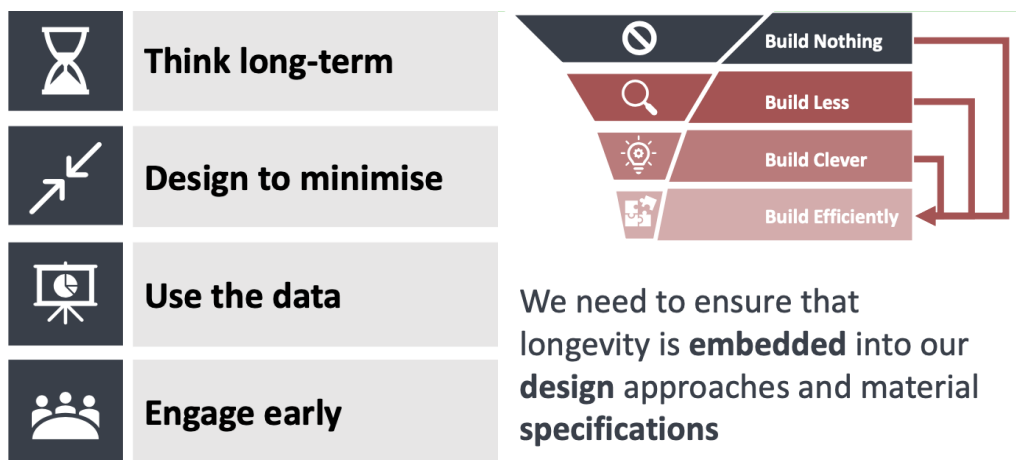 Think long-term
Design to minimise
Use the data
Engage early
Build Nothing
Build Less
Build Clever
Build Efficiently
We need to ensure that
longevity is embedded into our
design approaches and material
specifications